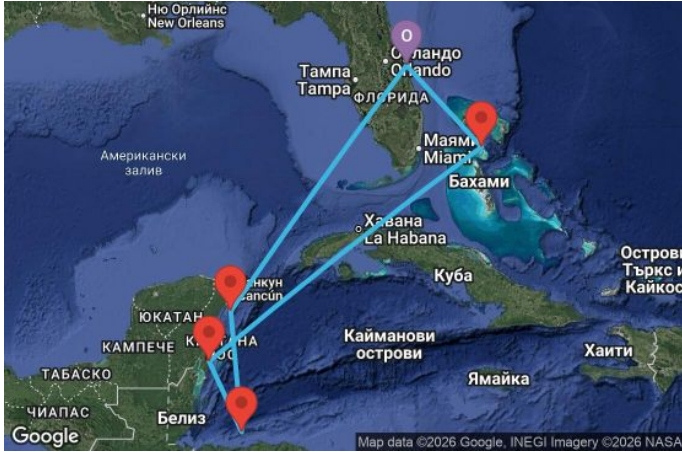 Ню Орлийнс
New Orleans
О
Орландо
Orlando
Тампа
Tampa
ФЛОРИДА
Маями
Miami
Американски
залив
Бахами
Хавана
La Habana
Куба
Острови
Търкс и
Кайкос
ЮКАТАН
КАМПЕЧЕ
Кайманови
острови
Хаити
ТАБАСКО
Ямайка
ЧИАПАС
Белиз
Google
Map data ©2026 Google, INEGI Imagery ©2026 NASA